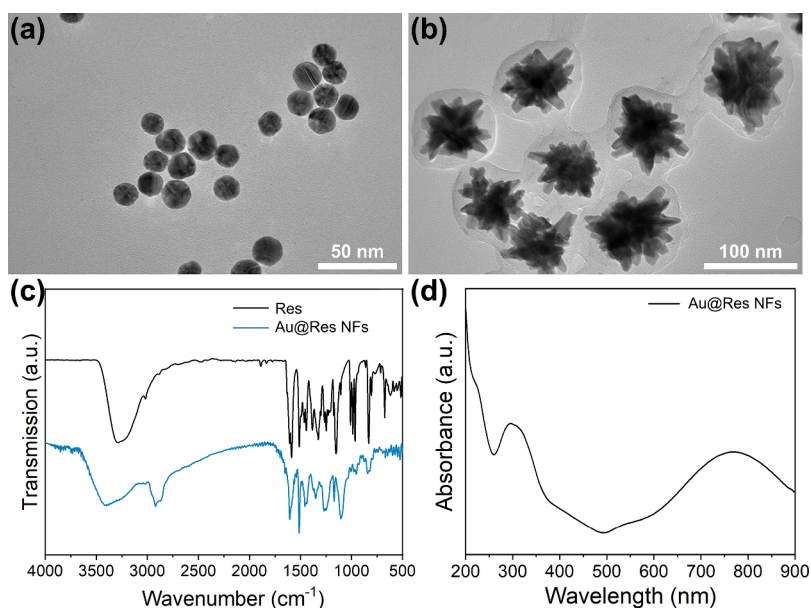 (a)
50 nm
(b)
100 nm
(c)
Res
Au@Res NFs
Transmission (a.u.)
4000 3500 3000 2500 2000 1500 1000 500
Wavenumber (cm⁻¹)
(d)
Au@Res NFs
Absorbance (a.u.)
200 300 400 500 600 700 800 900
Wavelength (nm)